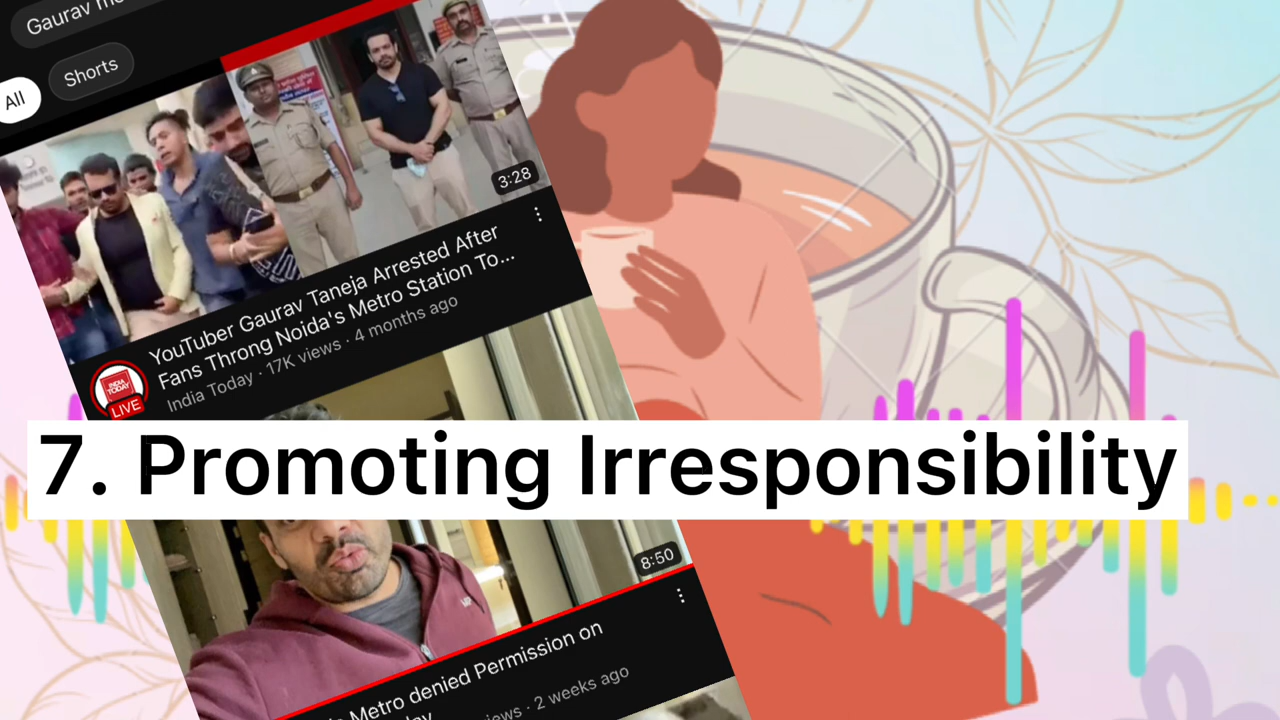 Gaurav
All
Shorts
3:28
YouTuber Gaurav Taneja Arrested After
Fans Throng Noida's Metro Station To...
India Today · 17K views · 4 months ago
INDIA
TODAY
LIVE
7. Promoting Irresponsibility
8:50
Metro denied Permission on
· 2 weeks ago